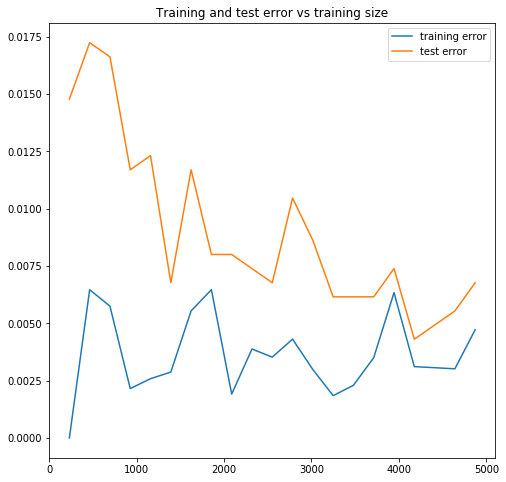 Training and test error vs training size
training error
test error
0.0175
0.0150
0.0125
0.0100
0.0075
0.0050
0.0025
0.0000
0 1000 2000 3000 4000 5000